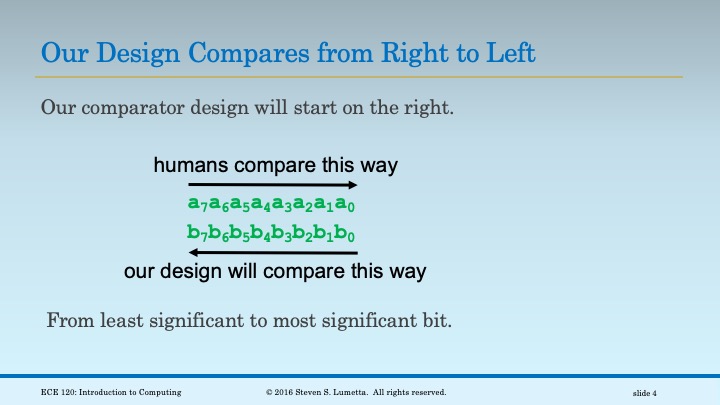 Our Design Compares from Right to Left
Our comparator design will start on the right.
humans compare this way
a₇a₆a₅a₄a₃a₂a₁a₀
b₇b₆b₅b₄b₃b₂b₁b₀
our design will compare this way
From least significant to most significant bit.
ECE 120: Introduction to Computing © 2016 Steven S. Lumetta. All rights reserved. slide 4